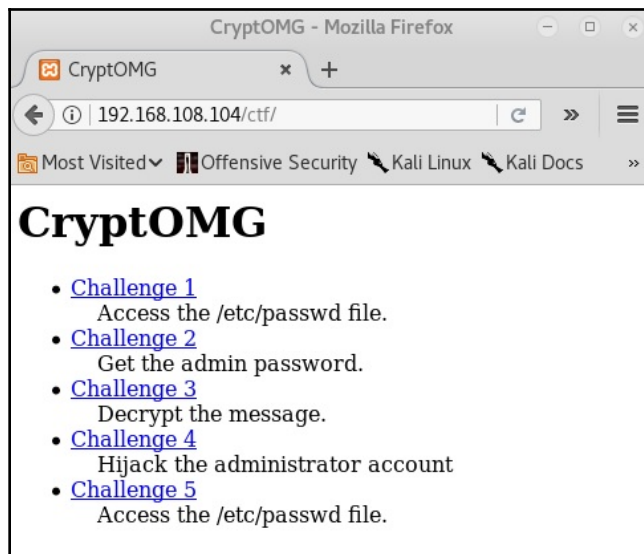 CryptOMG - Mozilla Firefox
CryptOMG
192.168.108.104/ctf/
Most Visited Offensive Security Kali Linux Kali Docs »
CryptOMG
• Challenge 1
Access the /etc/passwd file.
• Challenge 2
Get the admin password.
• Challenge 3
Decrypt the message.
• Challenge 4
Hijack the administrator account
• Challenge 5
Access the /etc/passwd file.